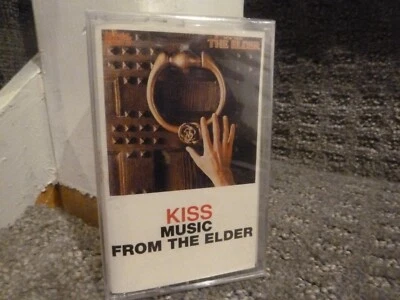 THE ELDER
KISS
MUSIC
FROM THE ELDER